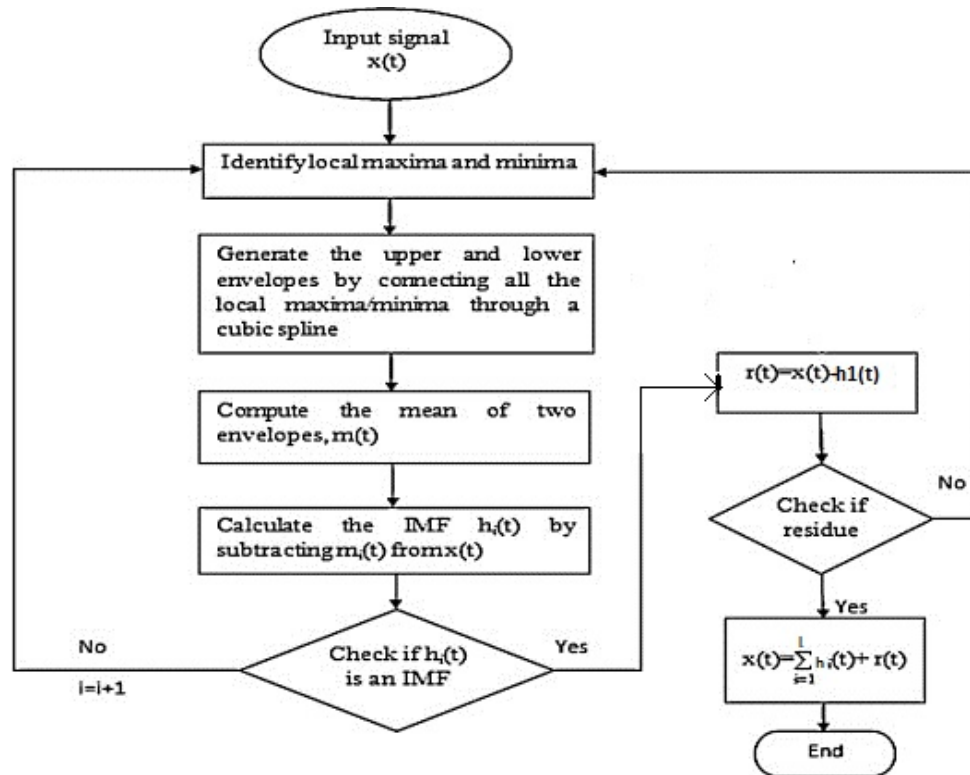 Input signal
x(t)
Identify local maxima and minima
Generate the upper and lower
envelopes by connecting all the
local maxima/minima through a
cubic spline
Compute the mean of two
envelopes, m(t)
Calculate the IMF hᵢ(t) by
subtracting mᵢ(t) from x(t)
Check if hᵢ(t)
is an IMF
No
i=i+1
Yes
r(t)=x(t)-h1(t)
Check if
residue
No
Yes
x(t)=∑ᵢ₌₁ˡ hᵢ(t)+ r(t)
End